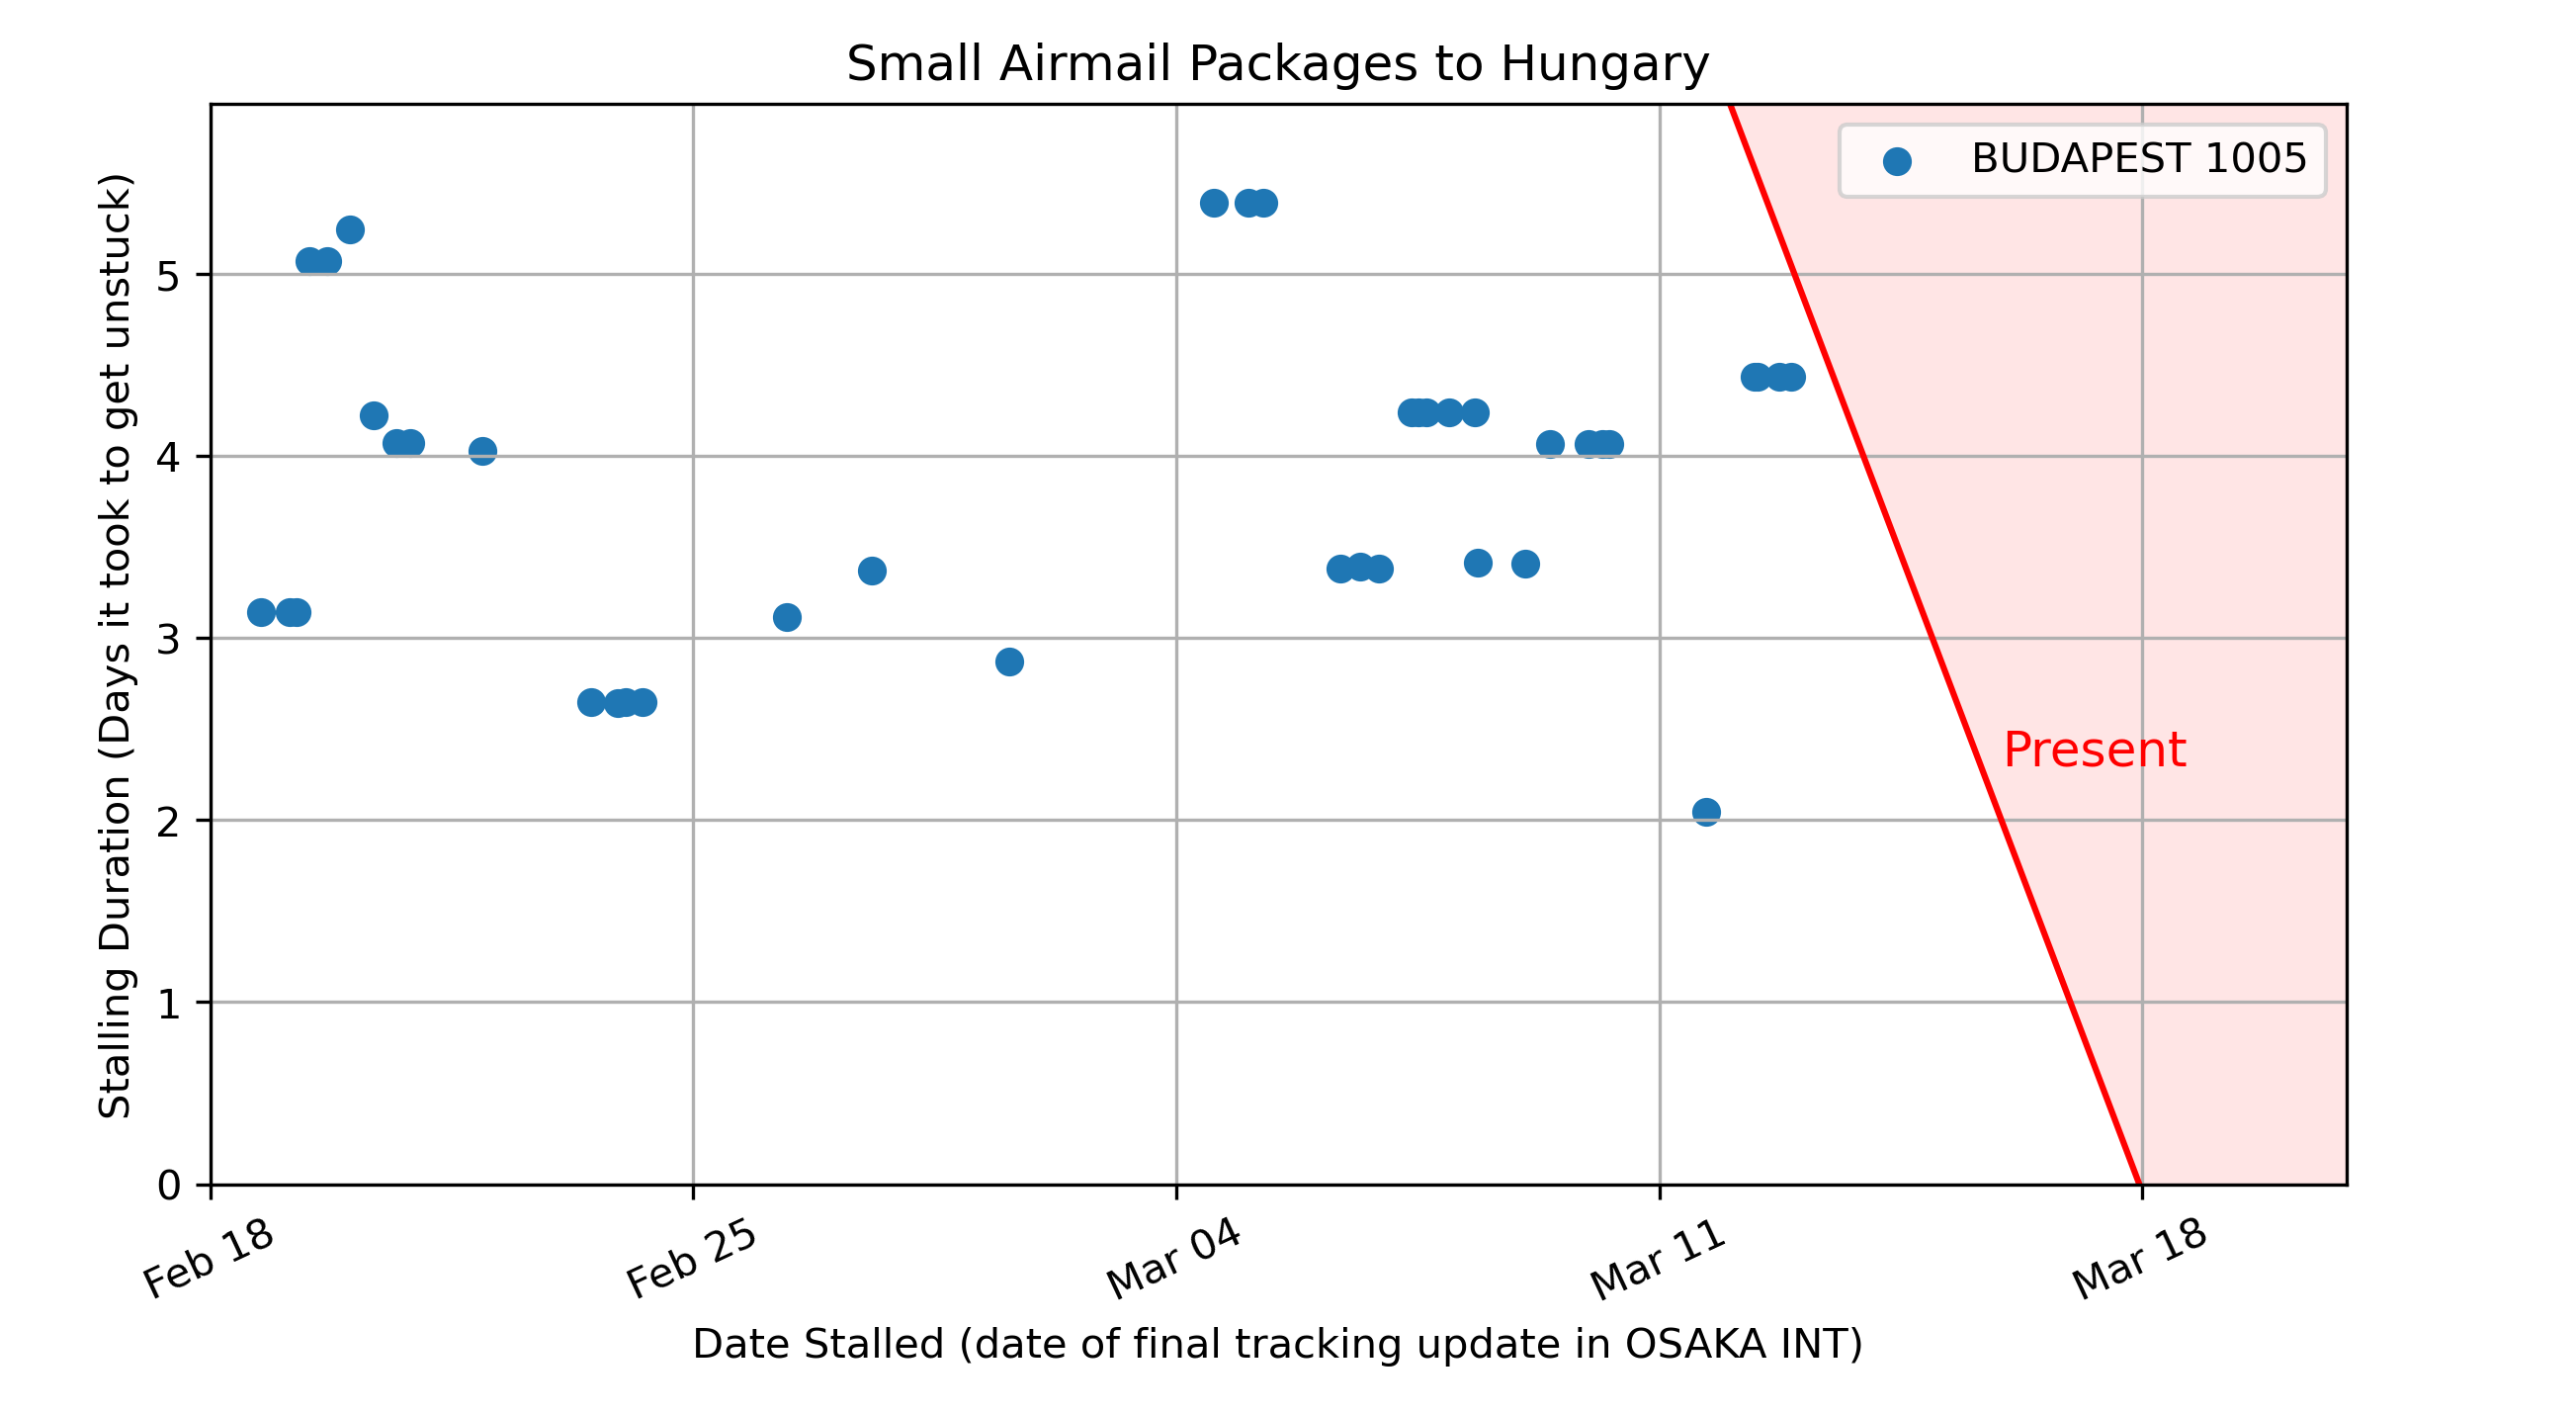 Small Airmail Packages to Hungary
BUDAPEST 1005
Stalling Duration (Days it took to get unstuck)
5
4
3
2
1
0
Present
Feb 18
Feb 25
Mar 04
Mar 11
Mar 18
Date Stalled (date of final tracking update in OSAKA INT)